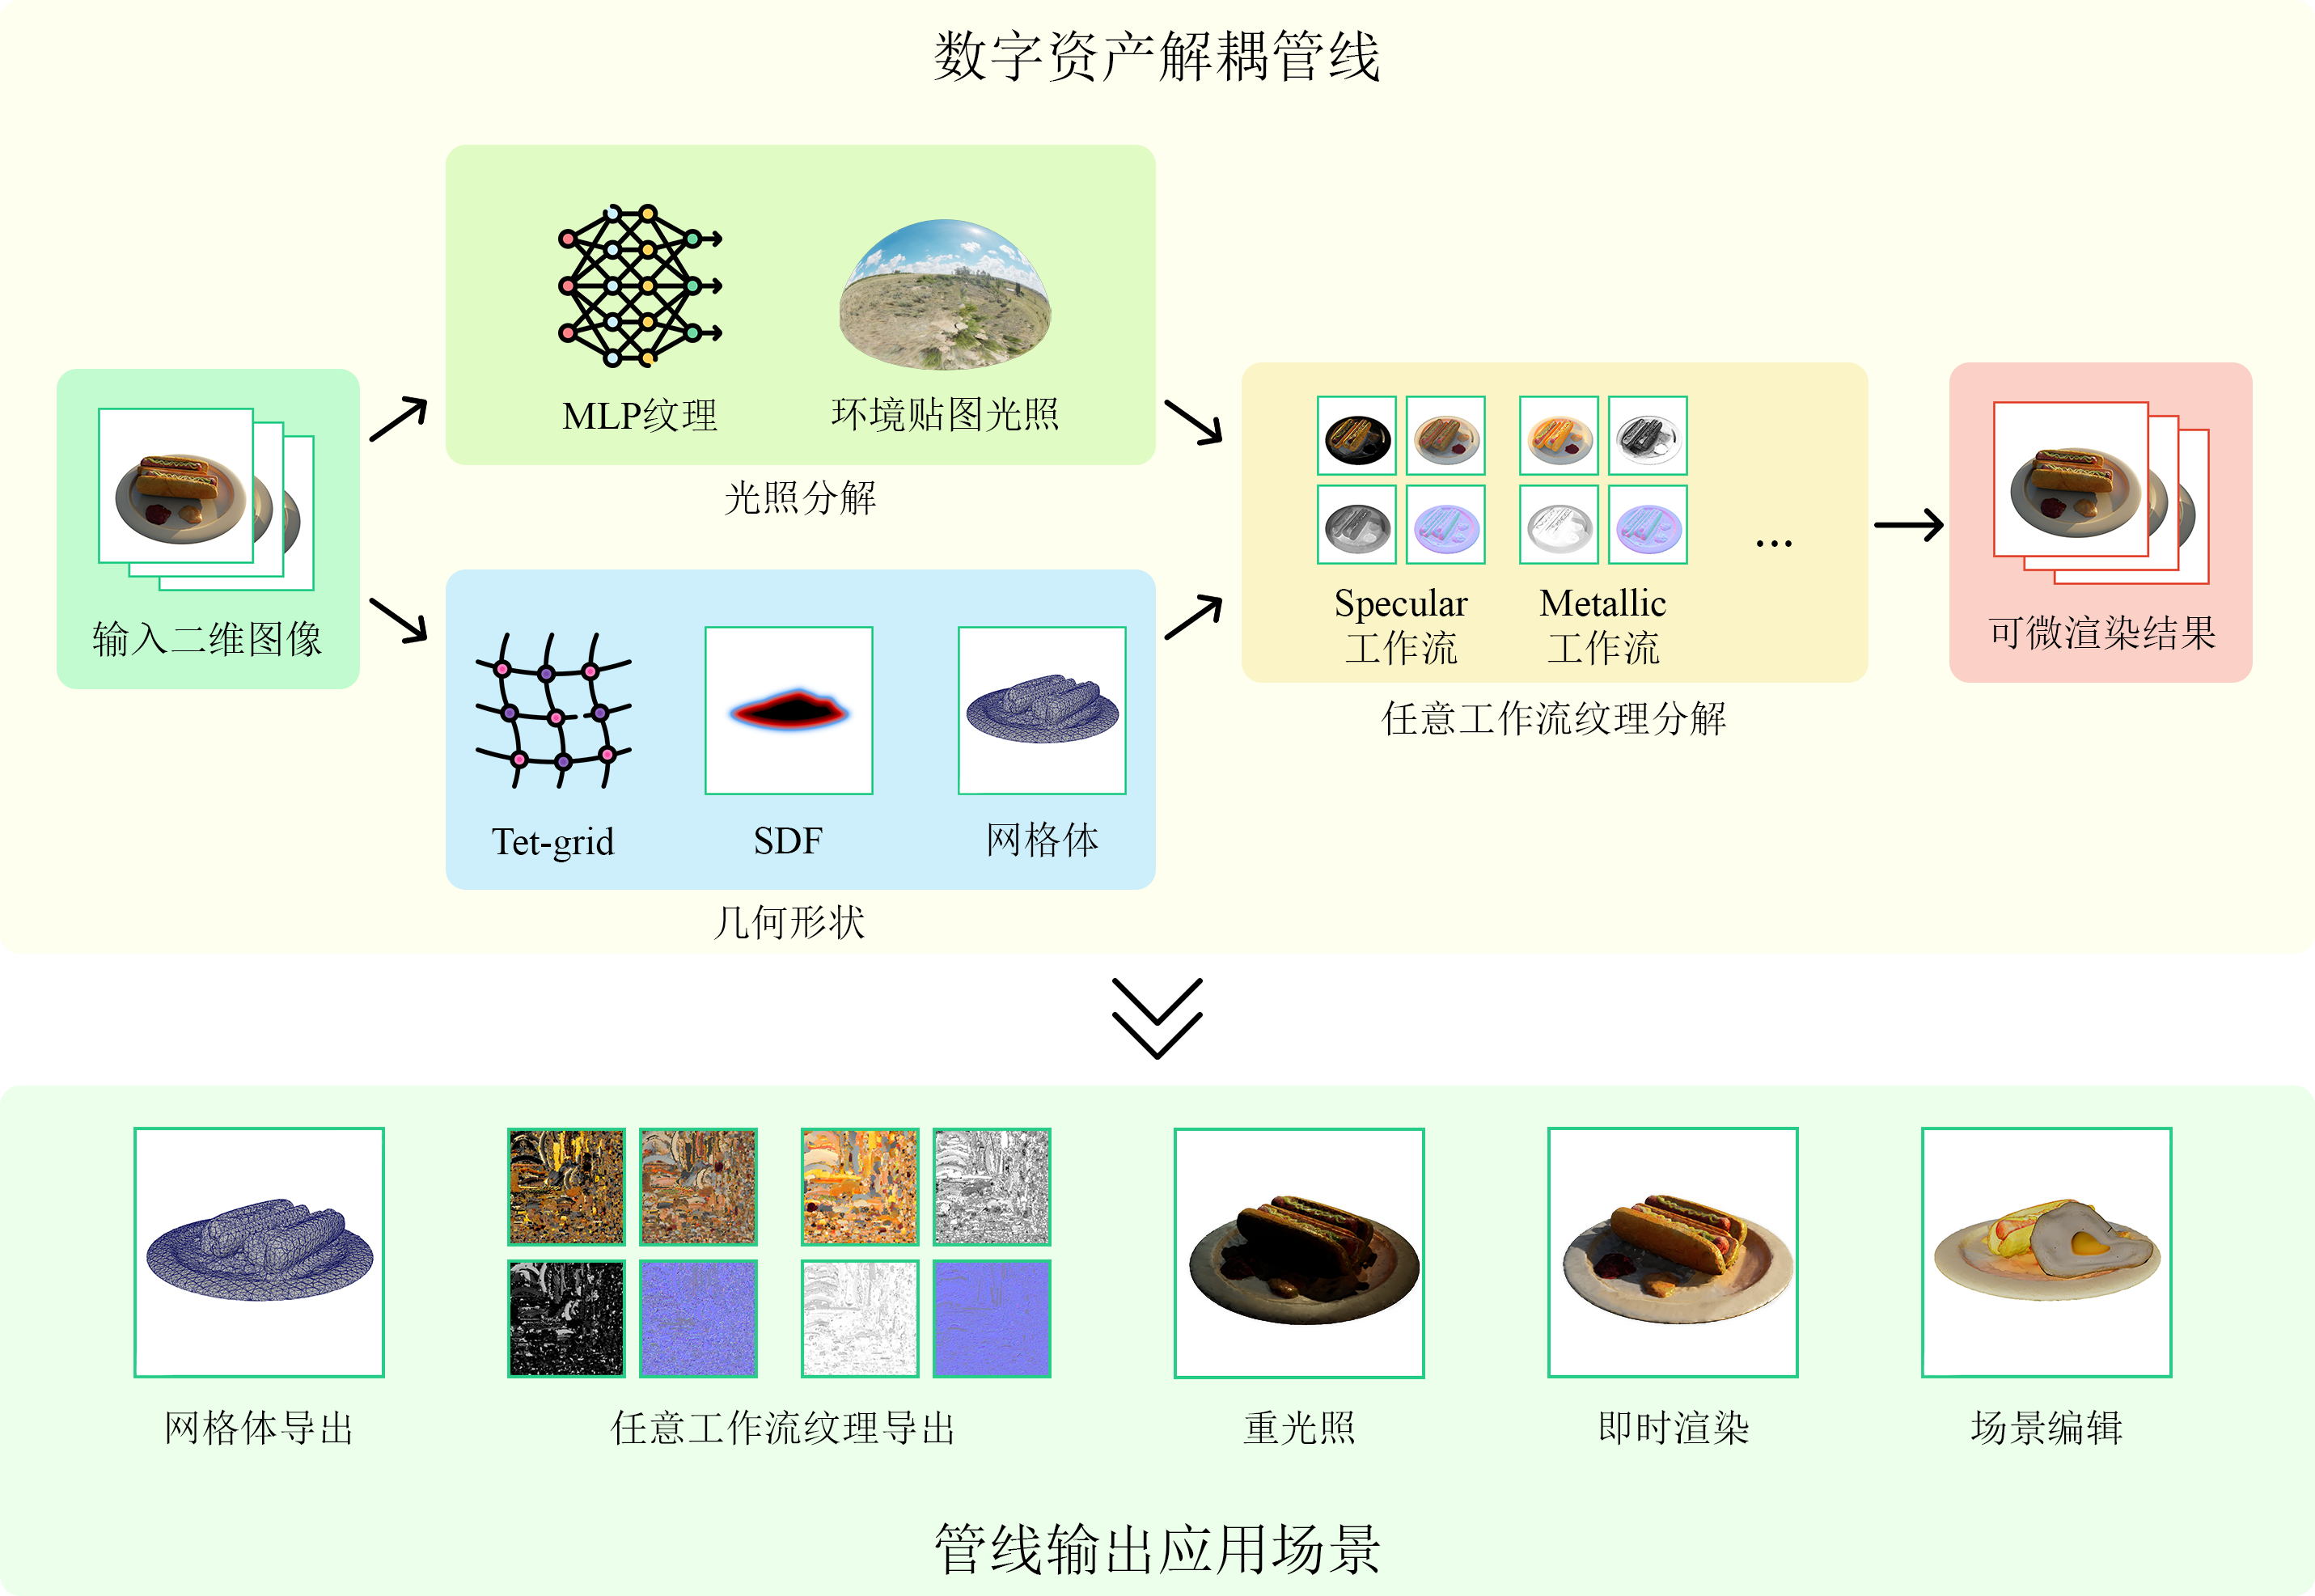 数字资产解耦管线
MLP纹理
环境贴图光照
光照分解
输入二维图像
Tet-grid
SDF
网格体
几何形状
Specular
工作流
Metallic
工作流
...
任意工作流纹理分解
可微渲染结果
网格体导出
任意工作流纹理导出
重光照
即时渲染
场景编辑
管线输出应用场景